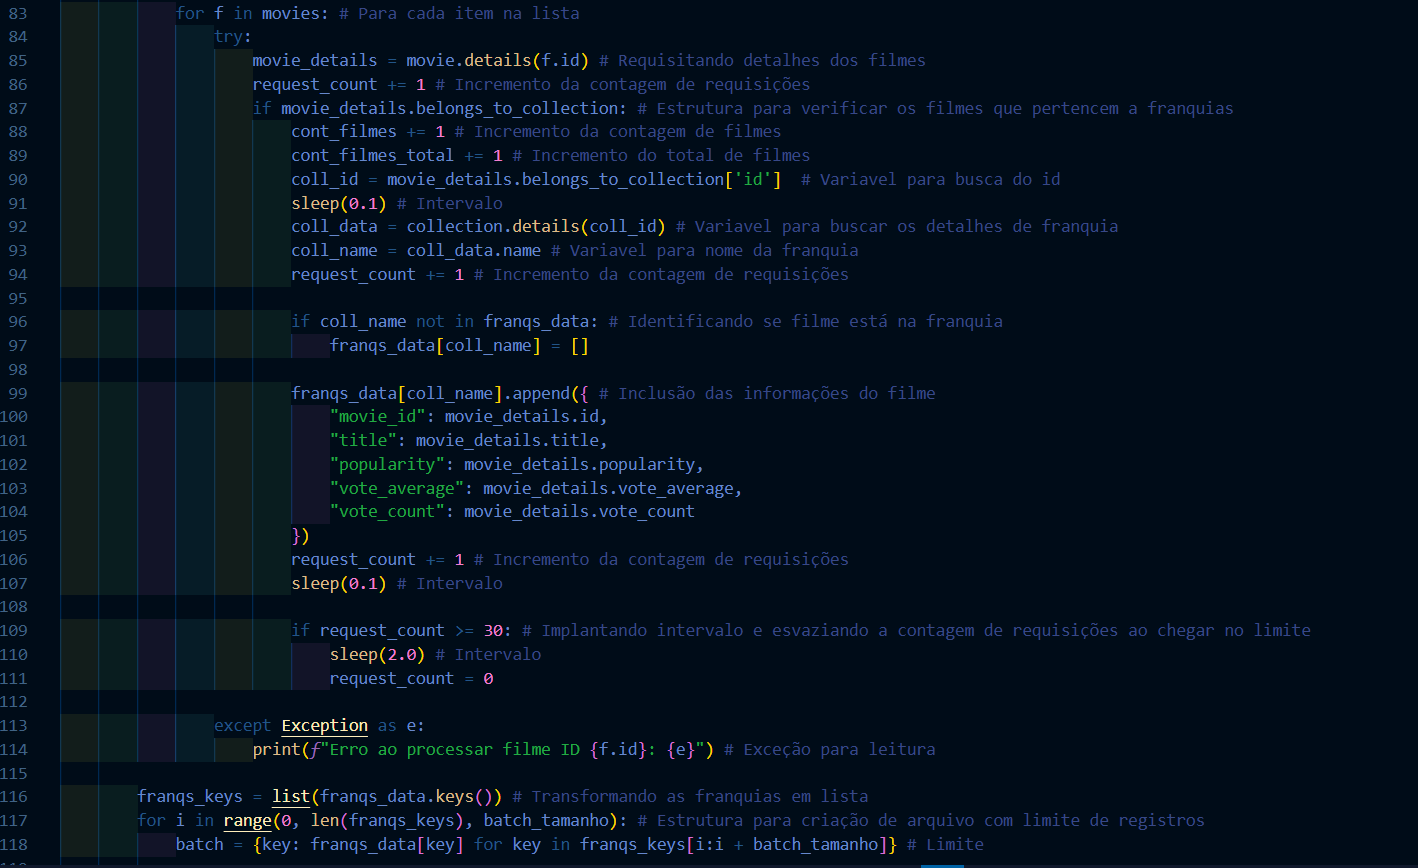 83 for f in movies: # Para cada item na lista
84 try:
85 movie_details = movie.details(f.id) # Requisitando detalhes dos filmes
86 request_count += 1 # Incremento da contagem de requisições
87 if movie_details.belongs_to_collection: # Estrutura para verificar os filmes que pertencem a franquias
88 cont_filmes += 1 # Incremento da contagem de filmes
89 cont_filmes_total += 1 # Incremento do total de filmes
90 coll_id = movie_details.belongs_to_collection['id']  # Variavel para busca do id
91 sleep(0.1) # Intervalo
92 coll_data = collection.details(coll_id) # Variavel para buscar os detalhes de franquia
93 coll_name = coll_data.name # Variavel para nome da franquia
94 request_count += 1 # Incremento da contagem de requisições
95
96 if coll_name not in franqs_data: # Identificando se filme está na franquia
97 franqs_data[coll_name] = []
98
99 franqs_data[coll_name].append({ # Inclusão das informações do filme
100 "movie_id": movie_details.id,
101 "title": movie_details.title,
102 "popularity": movie_details.popularity,
103 "vote_average": movie_details.vote_average,
104 "vote_count": movie_details.vote_count
105 })
106 request_count += 1 # Incremento da contagem de requisições
107 sleep(0.1) # Intervalo
108
109 if request_count >= 30: # Implantando intervalo e esvaziando a contagem de requisições ao chegar no limite
110 sleep(2.0) # Intervalo
111 request_count = 0
112
113 except Exception as e:
114 print(f"Erro ao processar filme ID {f.id}: {e}") # Exceção para leitura
115
116 franqs_keys = list(franqs_data.keys()) # Transformando as franquias em lista
117 for i in range(0, len(franqs_keys), batch_tamanho): # Estrutura para criação de arquivo com limite de registros
118 batch = {key: franqs_data[key] for key in franqs_keys[i:i + batch_tamanho]} # Limite